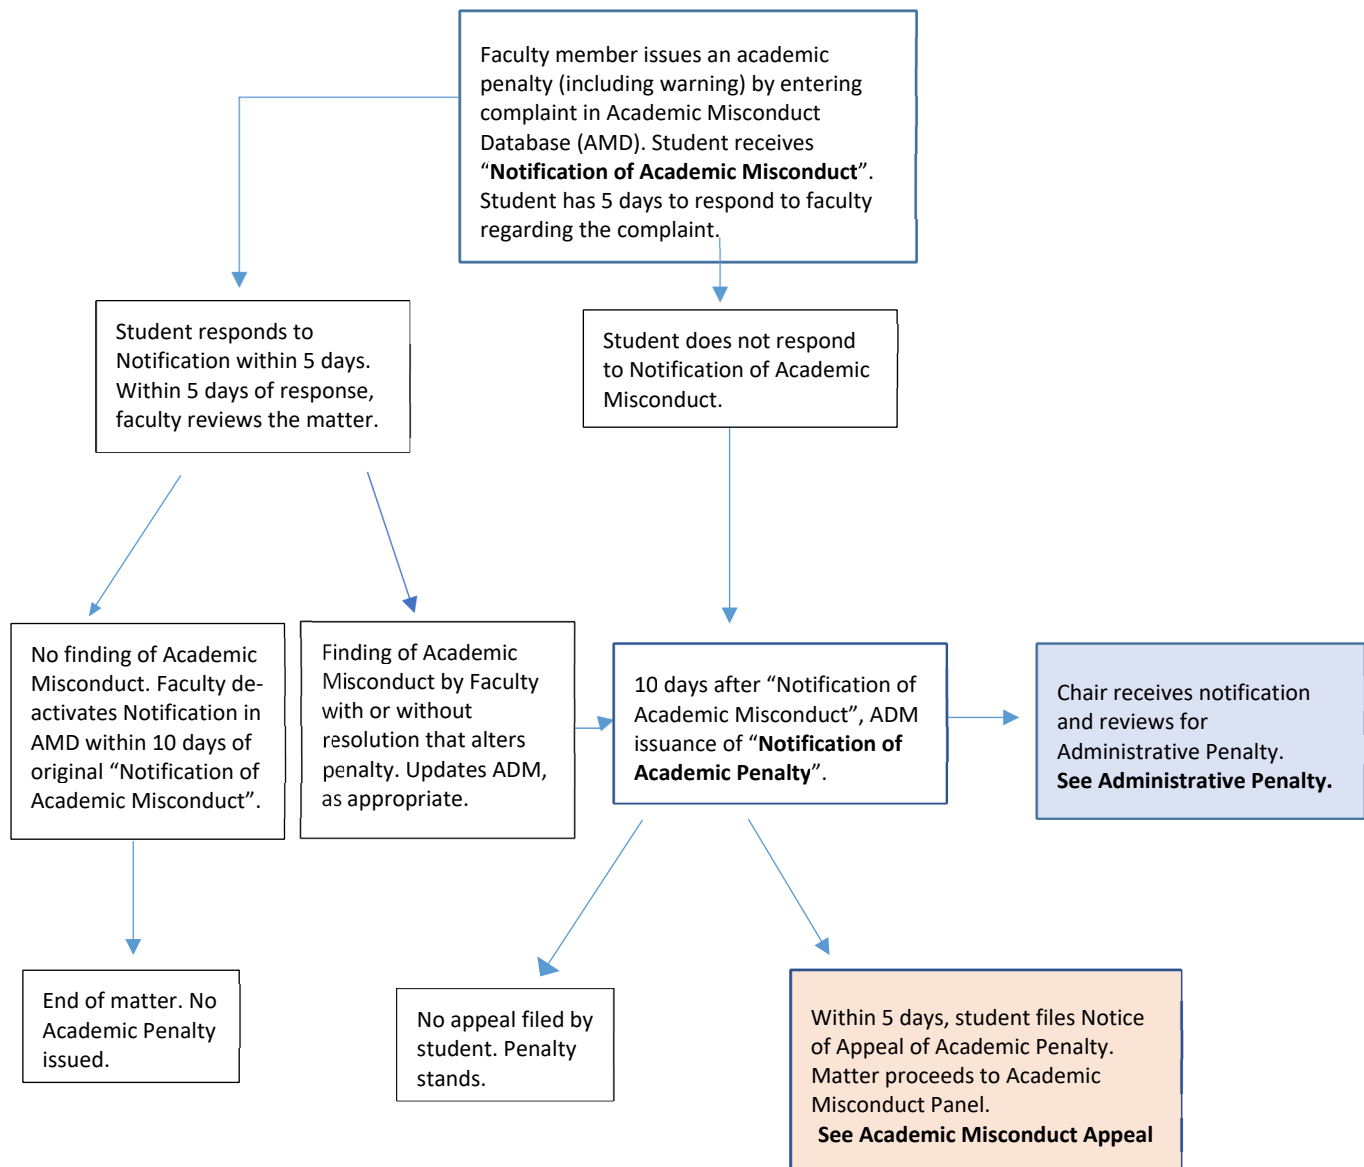 Faculty member issues an academic
penalty (including warning) by entering
complaint in Academic Misconduct
Database (AMD). Student receives
“Notification of Academic Misconduct”.
Student has 5 days to respond to faculty
regarding the complaint.
Student responds to
Notification within 5 days.
Within 5 days of response,
faculty reviews the matter.
Student does not respond
to Notification of Academic
Misconduct.
No finding of Academic
Misconduct. Faculty de-
activates Notification in
AMD within 10 days of
original “Notification of
Academic Misconduct”.
Finding of Academic
Misconduct by Faculty
with or without
resolution that alters
penalty. Updates ADM,
as appropriate.
10 days after “Notification of
Academic Misconduct”, ADM
issuance of “Notification of
Academic Penalty”.
Chair receives notification
and reviews for
Administrative Penalty.
See Administrative Penalty.
End of matter. No
Academic Penalty
issued.
No appeal filed by
student. Penalty
stands.
Within 5 days, student files Notice
of Appeal of Academic Penalty.
Matter proceeds to Academic
Misconduct Panel.
See Academic Misconduct Appeal